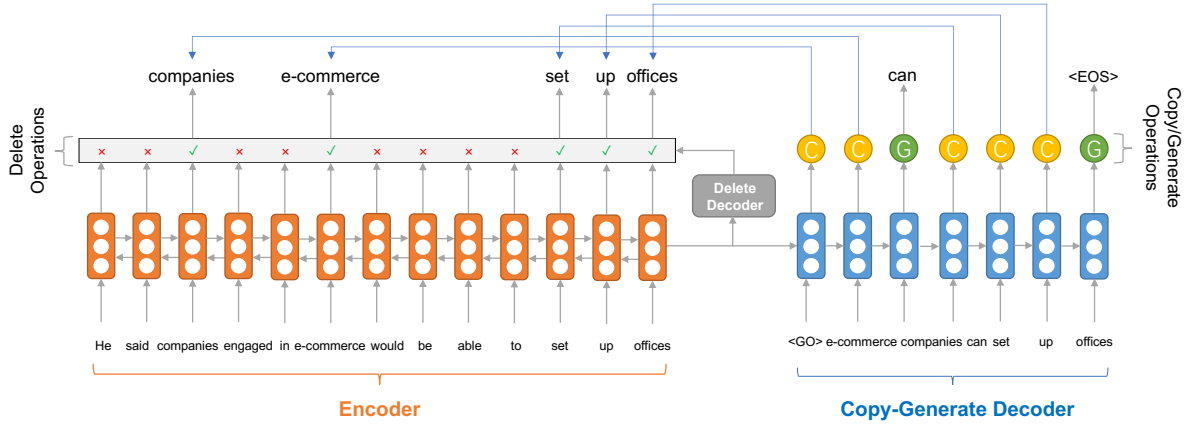 companies e-commerce set up offices can <EOS>
Delete Operations
× × ✓ × × ✓ × × × × ✓ ✓ ✓
C C G C C C G
Copy/Generate Operations
Delete Decoder
He said companies engaged in e-commerce would be able to set up offices
<GO> e-commerce companies can set up offices
Encoder
Copy-Generate Decoder